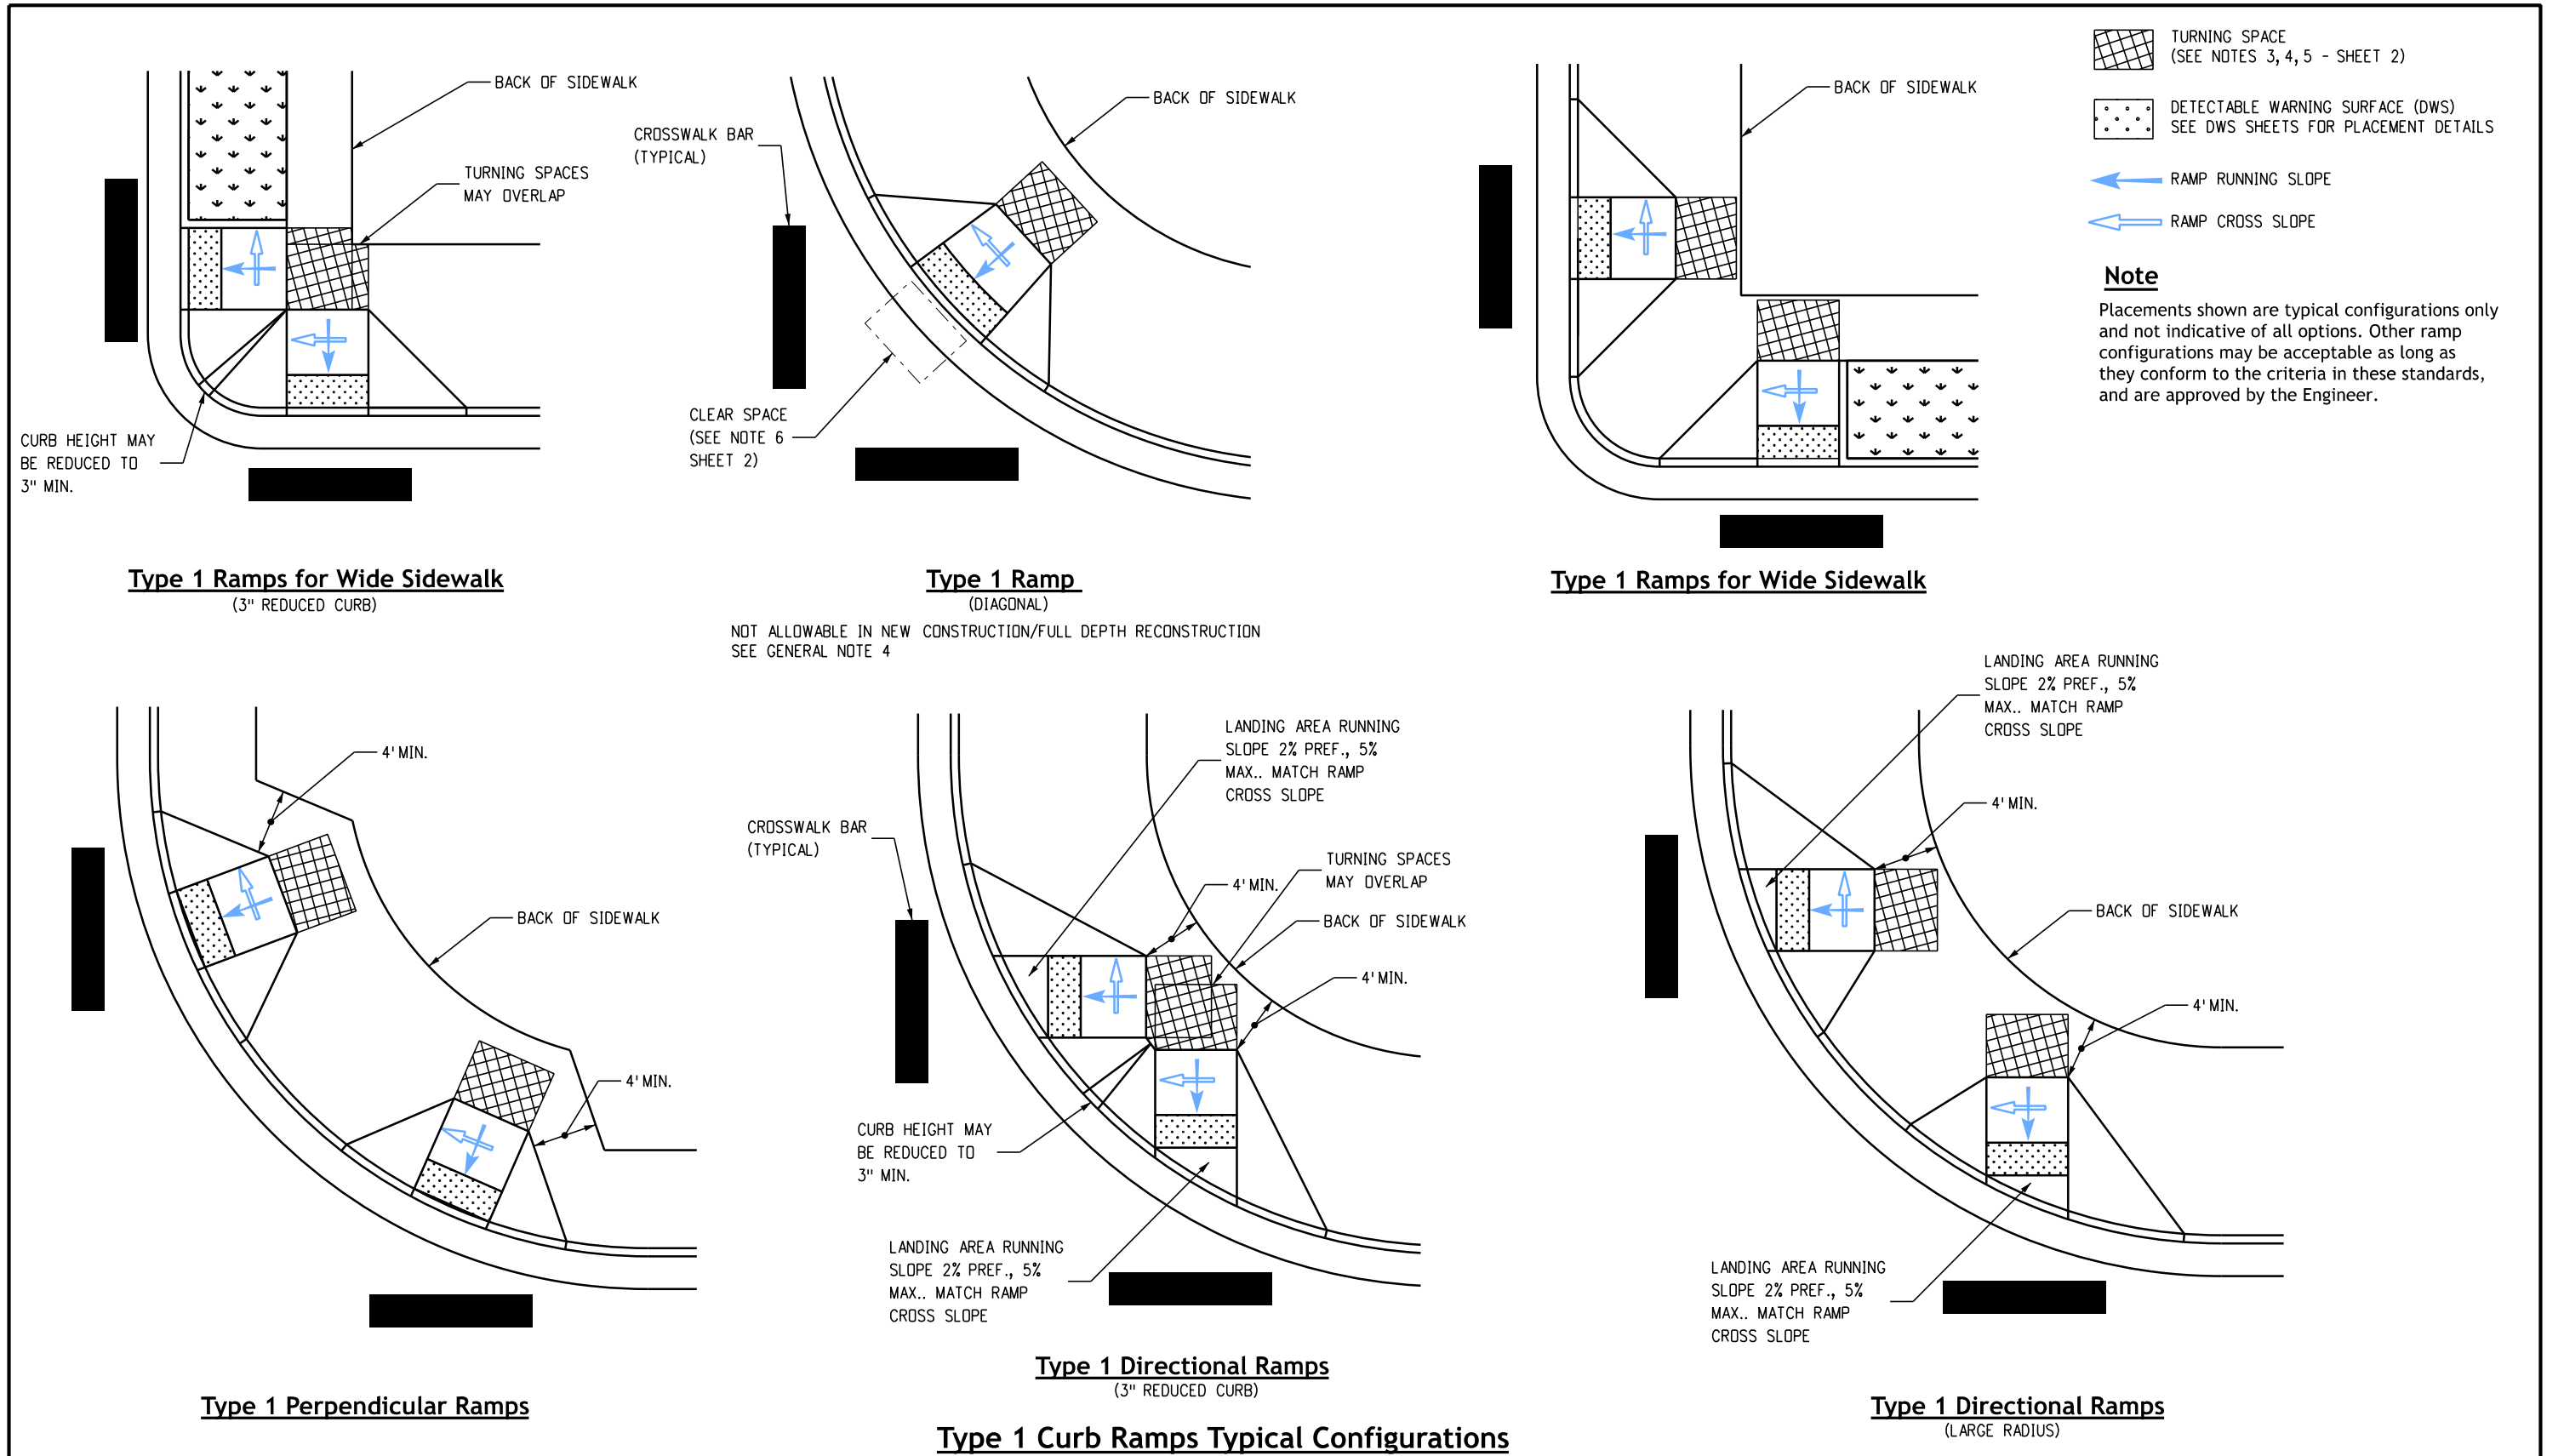 BACK OF SIDEWALK
TURNING SPACES
MAY OVERLAP
CURB HEIGHT MAY
BE REDUCED TO
3" MIN.
Type 1 Ramps for Wide Sidewalk
(3" REDUCED CURB)
CROSSWALK BAR
(TYPICAL)
BACK OF SIDEWALK
CLEAR SPACE
(SEE NOTE 6
SHEET 2)
Type 1 Ramp
(DIAGONAL)
NOT ALLOWABLE IN NEW CONSTRUCTION/FULL DEPTH RECONSTRUCTION
SEE GENERAL NOTE 4
BACK OF SIDEWALK
Type 1 Ramps for Wide Sidewalk
TURNING SPACE
(SEE NOTES 3, 4, 5 - SHEET 2)
DETECTABLE WARNING SURFACE (DWS)
SEE DWS SHEETS FOR PLACEMENT DETAILS
RAMP RUNNING SLOPE
RAMP CROSS SLOPE
Note
Placements shown are typical configurations only
and not indicative of all options. Other ramp
configurations may be acceptable as long as
they conform to the criteria in these standards,
and are approved by the Engineer.
4' MIN.
BACK OF SIDEWALK
4' MIN.
Type 1 Perpendicular Ramps
LANDING AREA RUNNING
SLOPE 2% PREF., 5%
MAX.. MATCH RAMP
CROSS SLOPE
CROSSWALK BAR
(TYPICAL)
TURNING SPACES
MAY OVERLAP
4' MIN.
BACK OF SIDEWALK
4' MIN.
CURB HEIGHT MAY
BE REDUCED TO
3" MIN.
LANDING AREA RUNNING
SLOPE 2% PREF., 5%
MAX.. MATCH RAMP
CROSS SLOPE
Type 1 Directional Ramps
(3" REDUCED CURB)
LANDING AREA RUNNING
SLOPE 2% PREF., 5%
MAX.. MATCH RAMP
CROSS SLOPE
4' MIN.
BACK OF SIDEWALK
4' MIN.
LANDING AREA RUNNING
SLOPE 2% PREF., 5%
MAX.. MATCH RAMP
CROSS SLOPE
Type 1 Directional Ramps
(LARGE RADIUS)
Type 1 Curb Ramps Typical Configurations